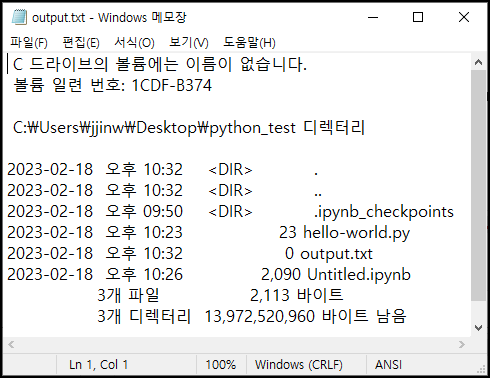 output.txt - Windows 메모장
파일(F) 편집(E) 서식(O) 보기(V) 도움말(H)
C 드라이브의 볼륨에는 이름이 없습니다.
볼륨 일련 번호: 1CDF-B374
C:₩Users₩jjinw₩Desktop₩python_test 디렉터리
2023-02-18 오후 10:32 <DIR> .
2023-02-18 오후 10:32 <DIR> ..
2023-02-18 오후 09:50 <DIR> .ipynb_checkpoints
2023-02-18 오후 10:23 23 hello-world.py
2023-02-18 오후 10:32 0 output.txt
2023-02-18 오후 10:26 2,090 Untitled.ipynb
3개 파일 2,113 바이트
3개 디렉터리 13,972,520,960 바이트 남음
Ln 1, Col 1 100% Windows (CRLF) ANSI